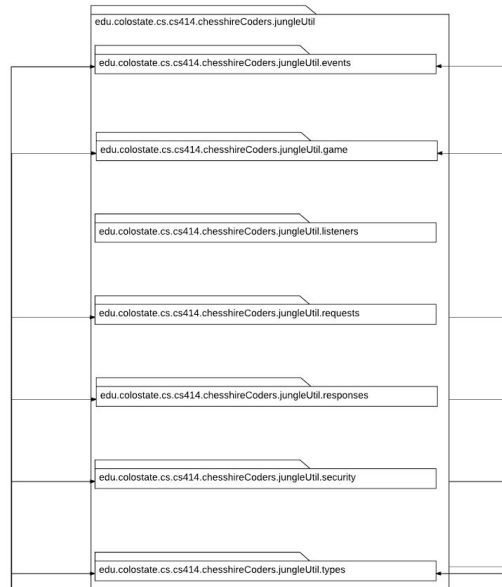 edu.colostate.cs.cs414.chesshireCoders.jungleUtil
edu.colostate.cs.cs414.chesshireCoders.jungleUtil.events
edu.colostate.cs.cs414.chesshireCoders.jungleUtil.game
edu.colostate.cs.cs414.chesshireCoders.jungleUtil.listeners
edu.colostate.cs.cs414.chesshireCoders.jungleUtil.requests
edu.colostate.cs.cs414.chesshireCoders.jungleUtil.responses
edu.colostate.cs.cs414.chesshireCoders.jungleUtil.security
edu.colostate.cs.cs414.chesshireCoders.jungleUtil.types